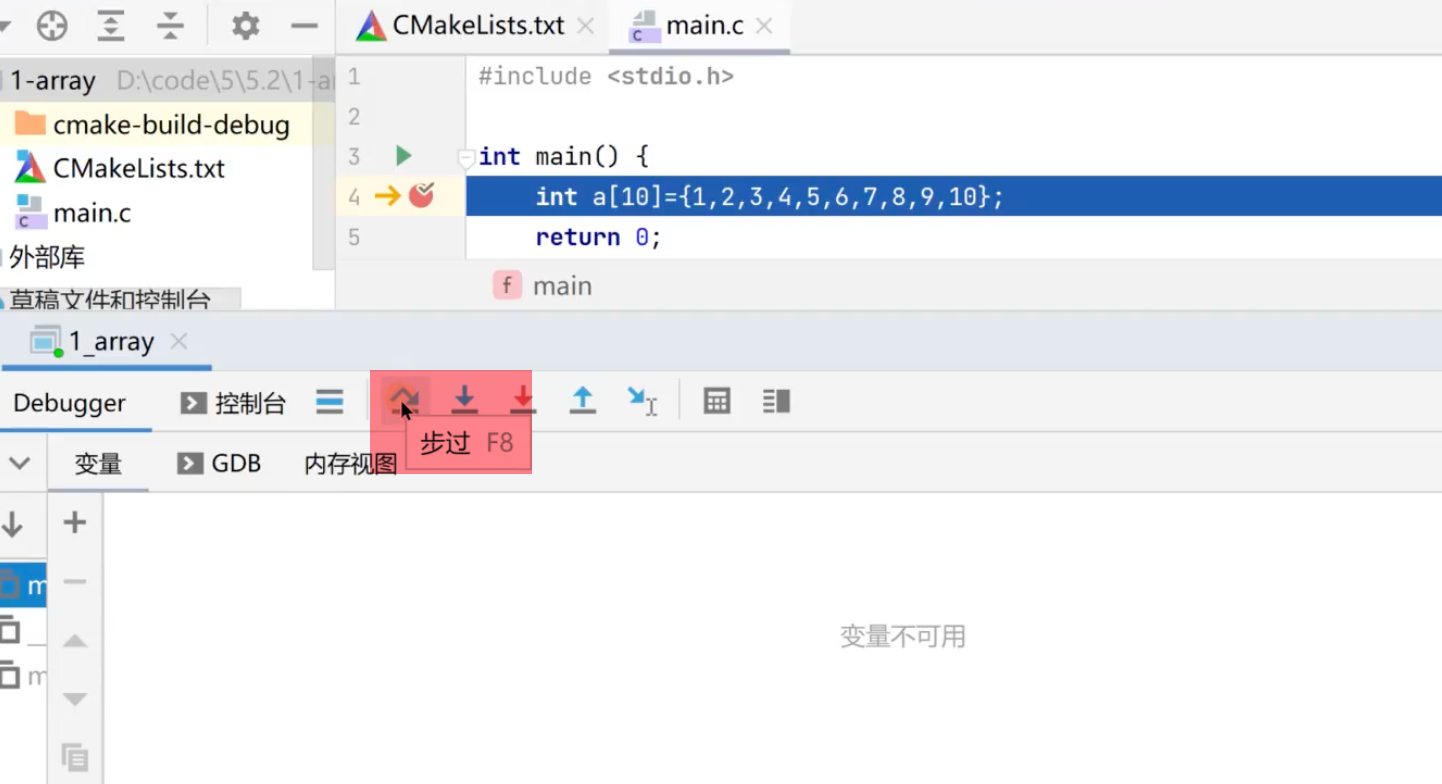 CMakeLists.txt
main.c
1-array D:\code\5\5.2\1-a
cmake-build-debug
CMakeLists.txt
main.c
外部库
草稿文件和控制台
1 #include <stdio.h>
2
3 int main() {
4 int a[10]={1,2,3,4,5,6,7,8,9,10};
5 return 0;
f main
1_array
Debugger 控制台
步过 F8
变量 GDB 内存视图
m
m
变量不可用